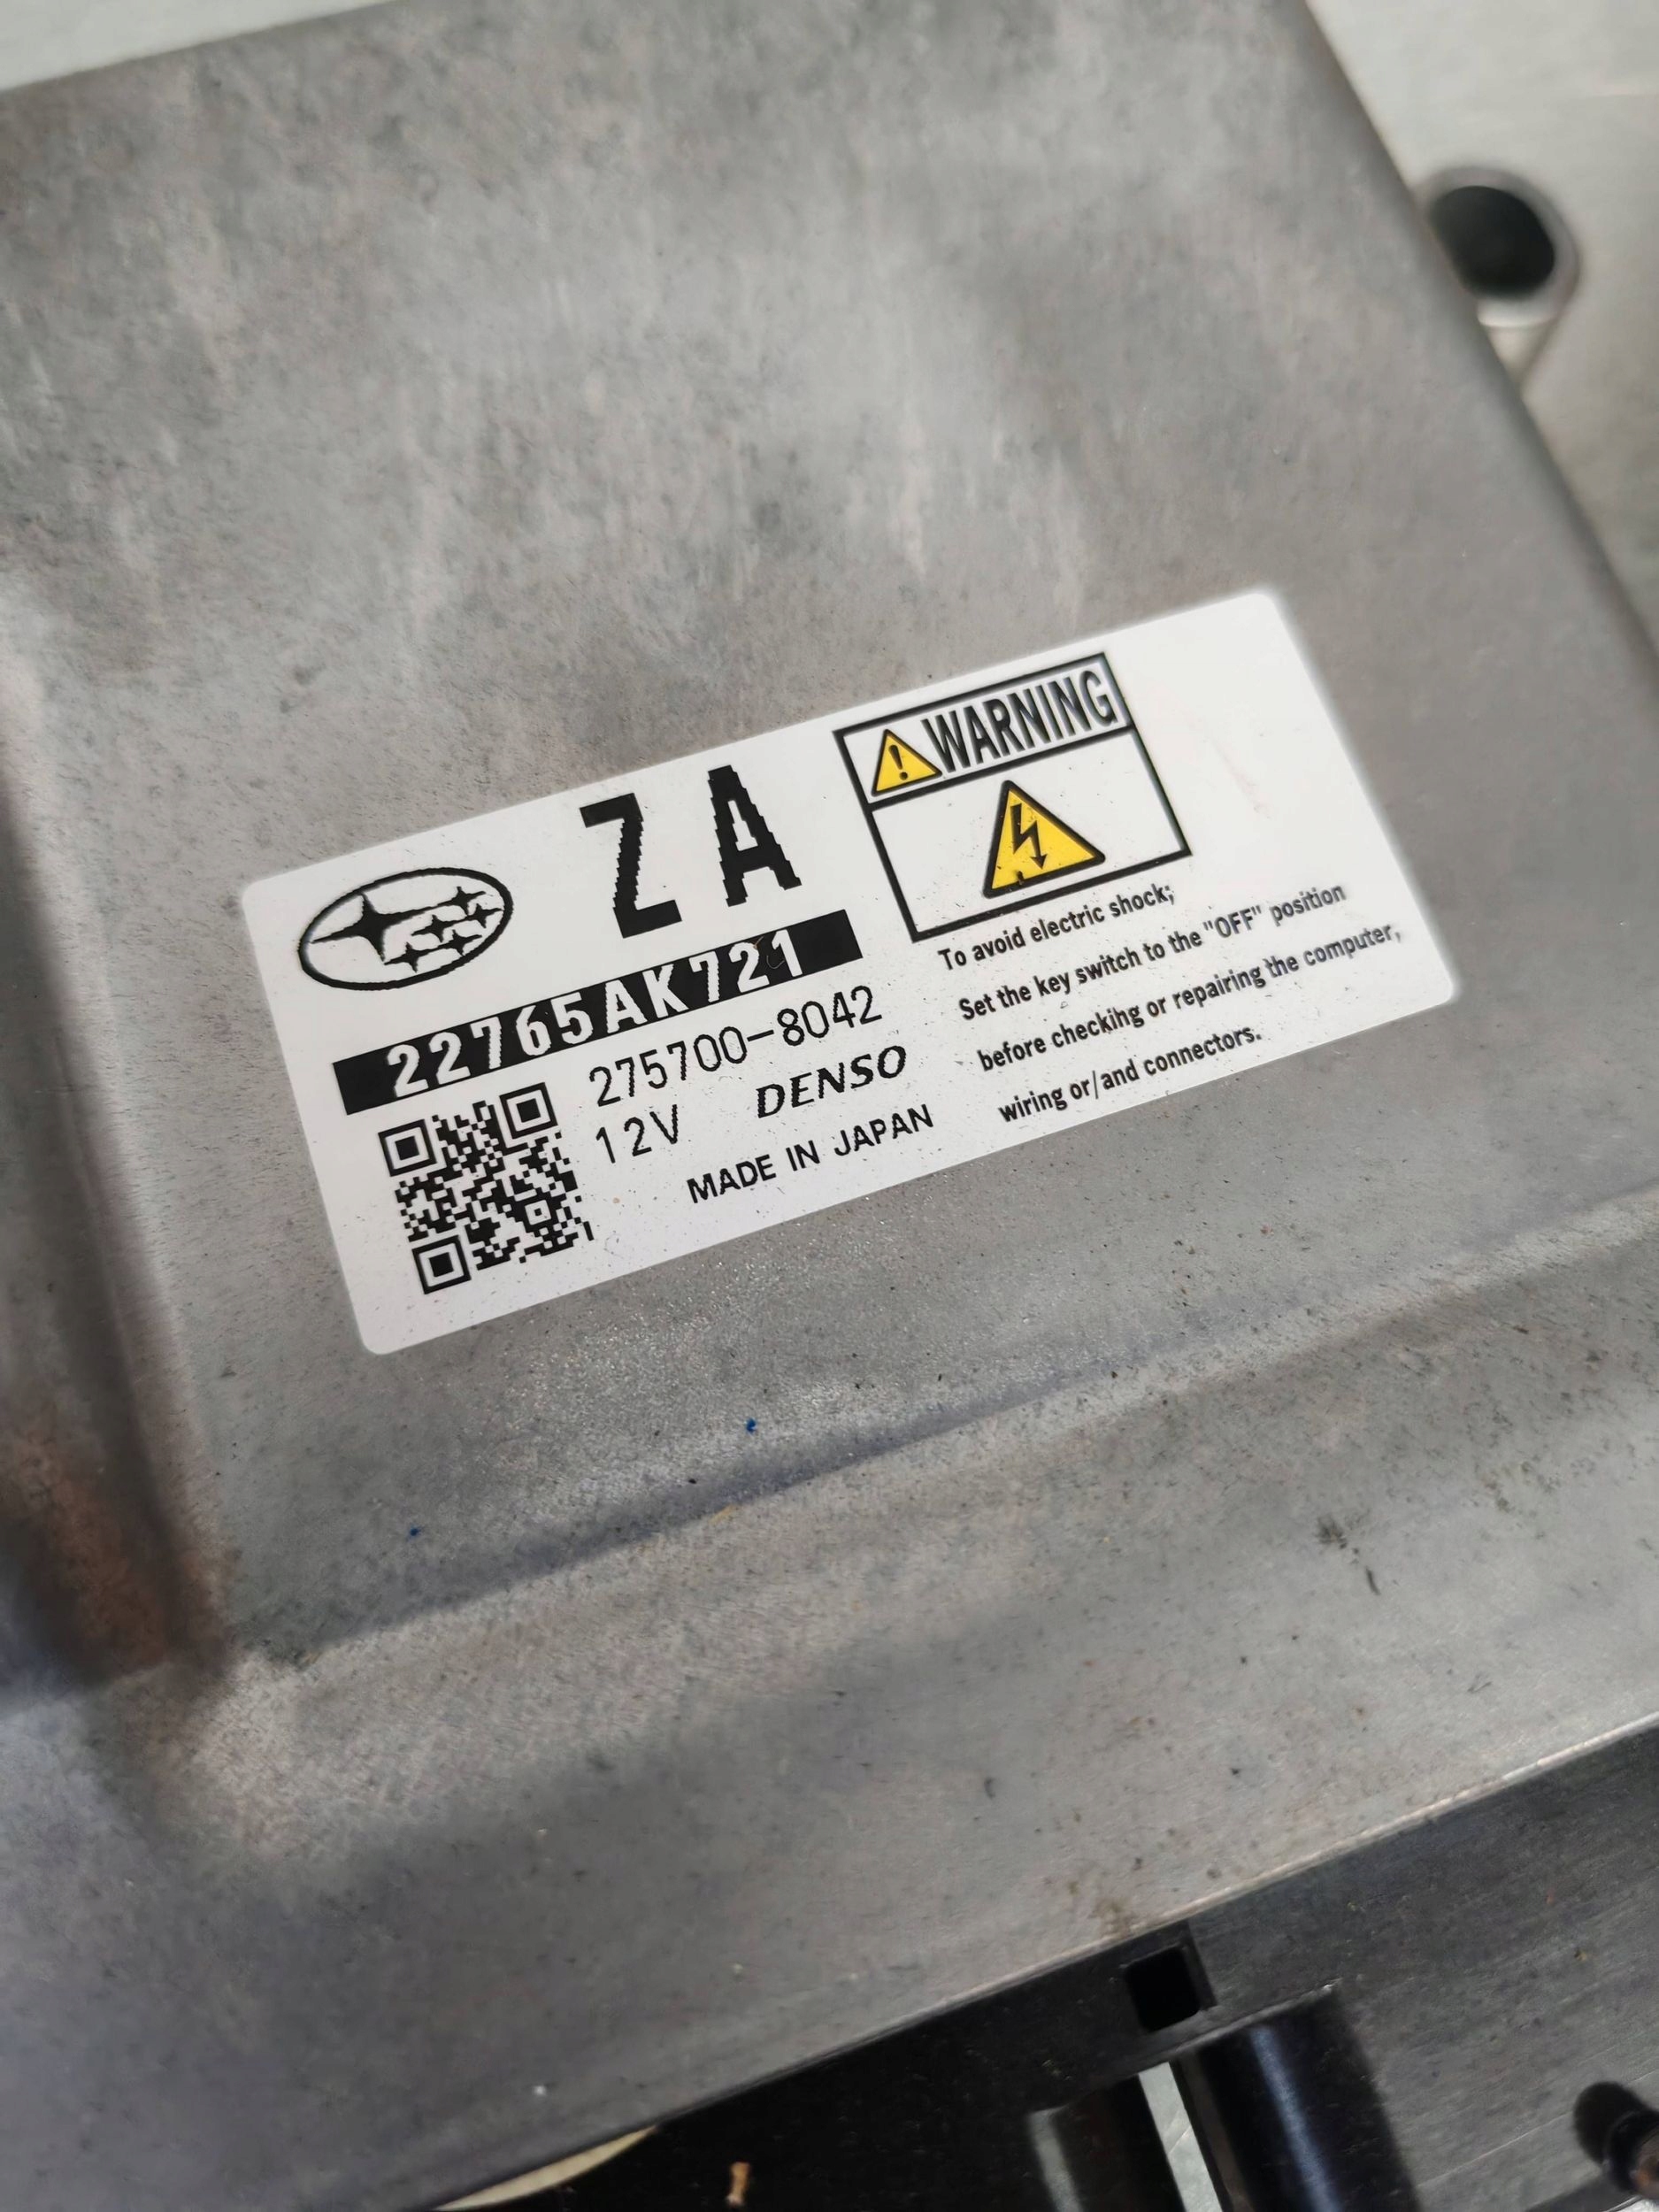 ZA
22765AK721
275700-8042
12V DENSO
MADE IN JAPAN
WARNING
To avoid electric shock;
Set the key switch to the "OFF" position
before checking or repairing the computer,
wiring or/and connectors.